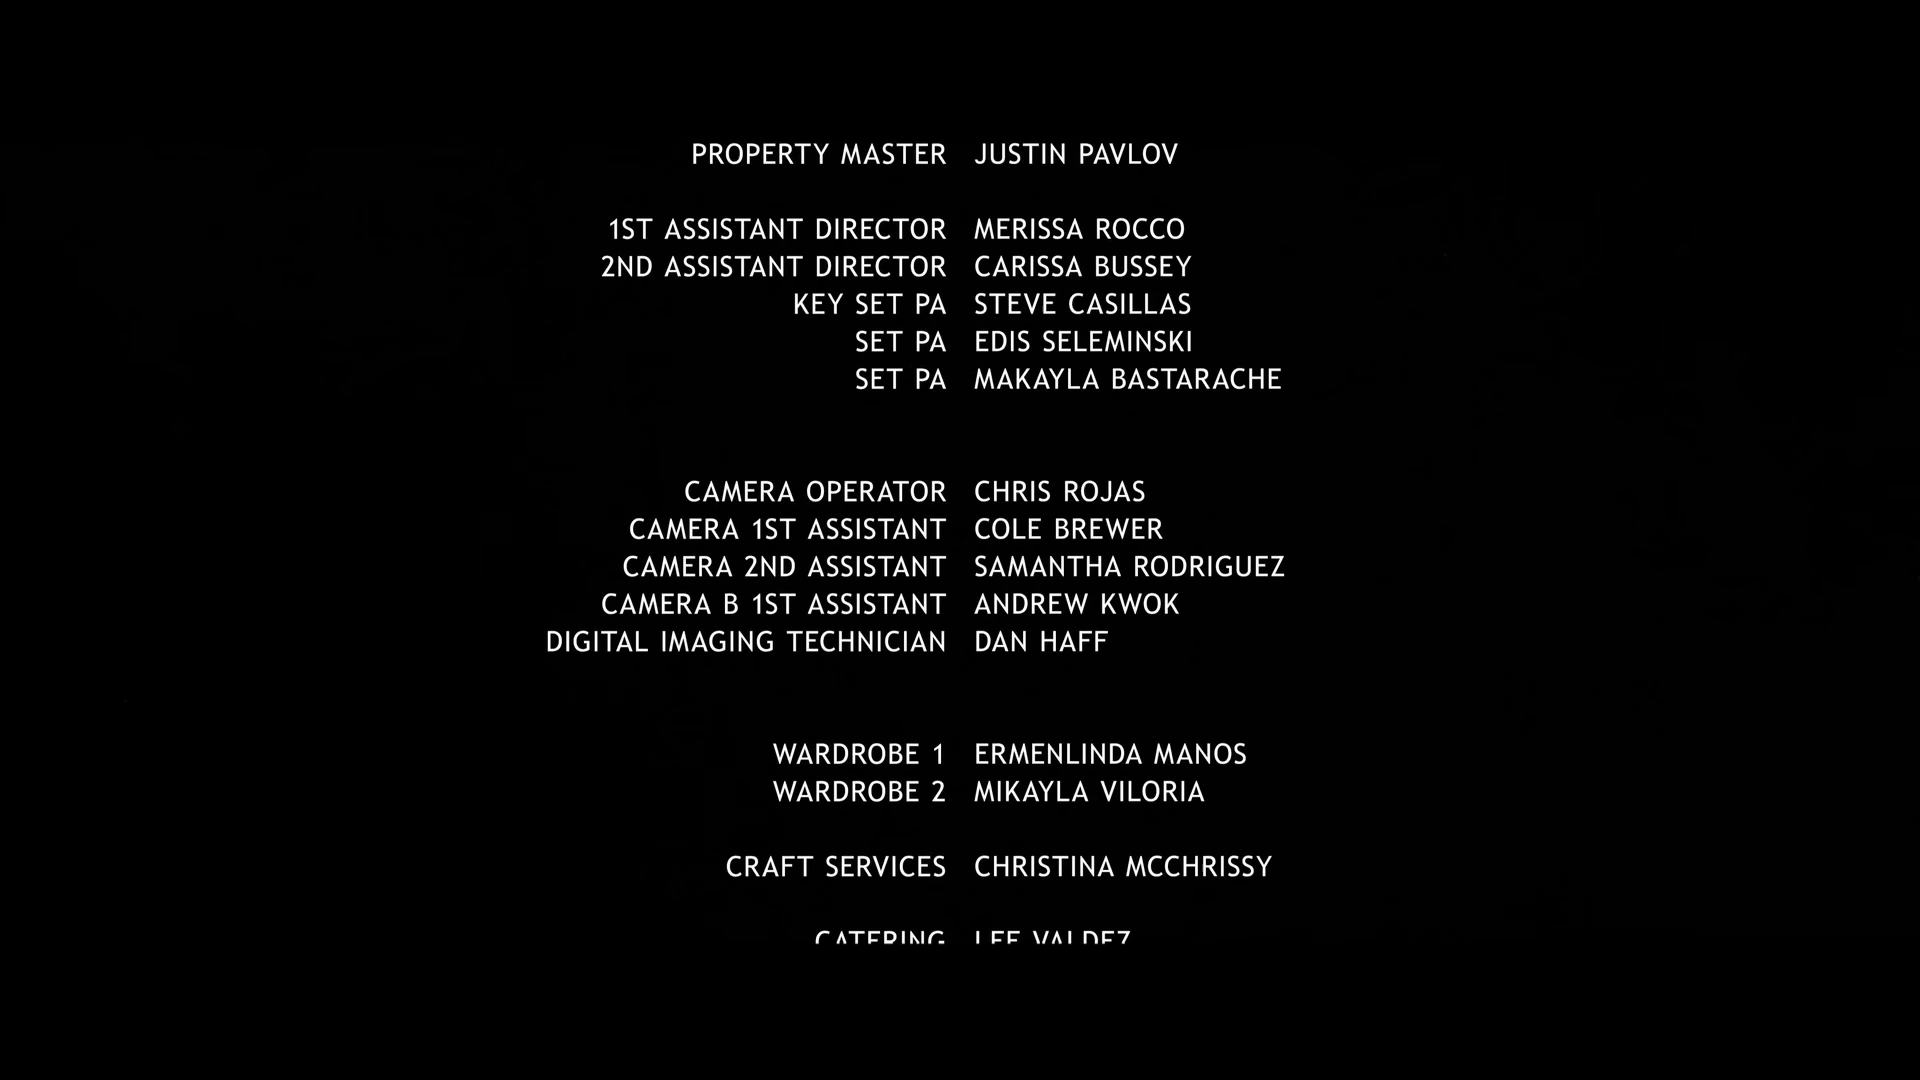 PROPERTY MASTER JUSTIN PAVLOV
1ST ASSISTANT DIRECTOR MERISSA ROCCO
2ND ASSISTANT DIRECTOR CARISSA BUSSEY
KEY SET PA STEVE CASILLAS
SET PA EDIS SELEMINSKI
SET PA MAKAYLA BASTARACHE
CAMERA OPERATOR CHRIS ROJAS
CAMERA 1ST ASSISTANT COLE BREWER
CAMERA 2ND ASSISTANT SAMANTHA RODRIGUEZ
CAMERA B 1ST ASSISTANT ANDREW KWOK
DIGITAL IMAGING TECHNICIAN DAN HAFF
WARDROBE 1 ERMENLINDA MANOS
WARDROBE 2 MIKAYLA VILORIA
CRAFT SERVICES CHRISTINA MCCHRISSY
CATERING LEE VALDEZ